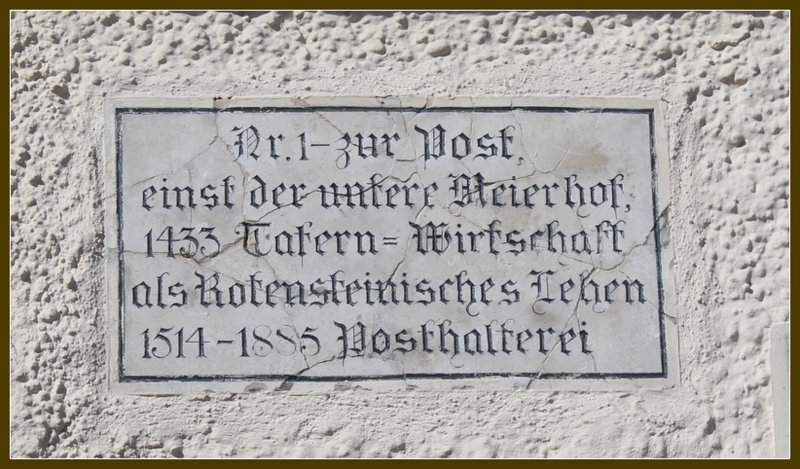 Nr. 1 - zur Post,
einst der untere Meierhof,
1433 Tafern= Wirtschaft
als Rotensteinisches Lehen
1514 - 1885 Posthalterei